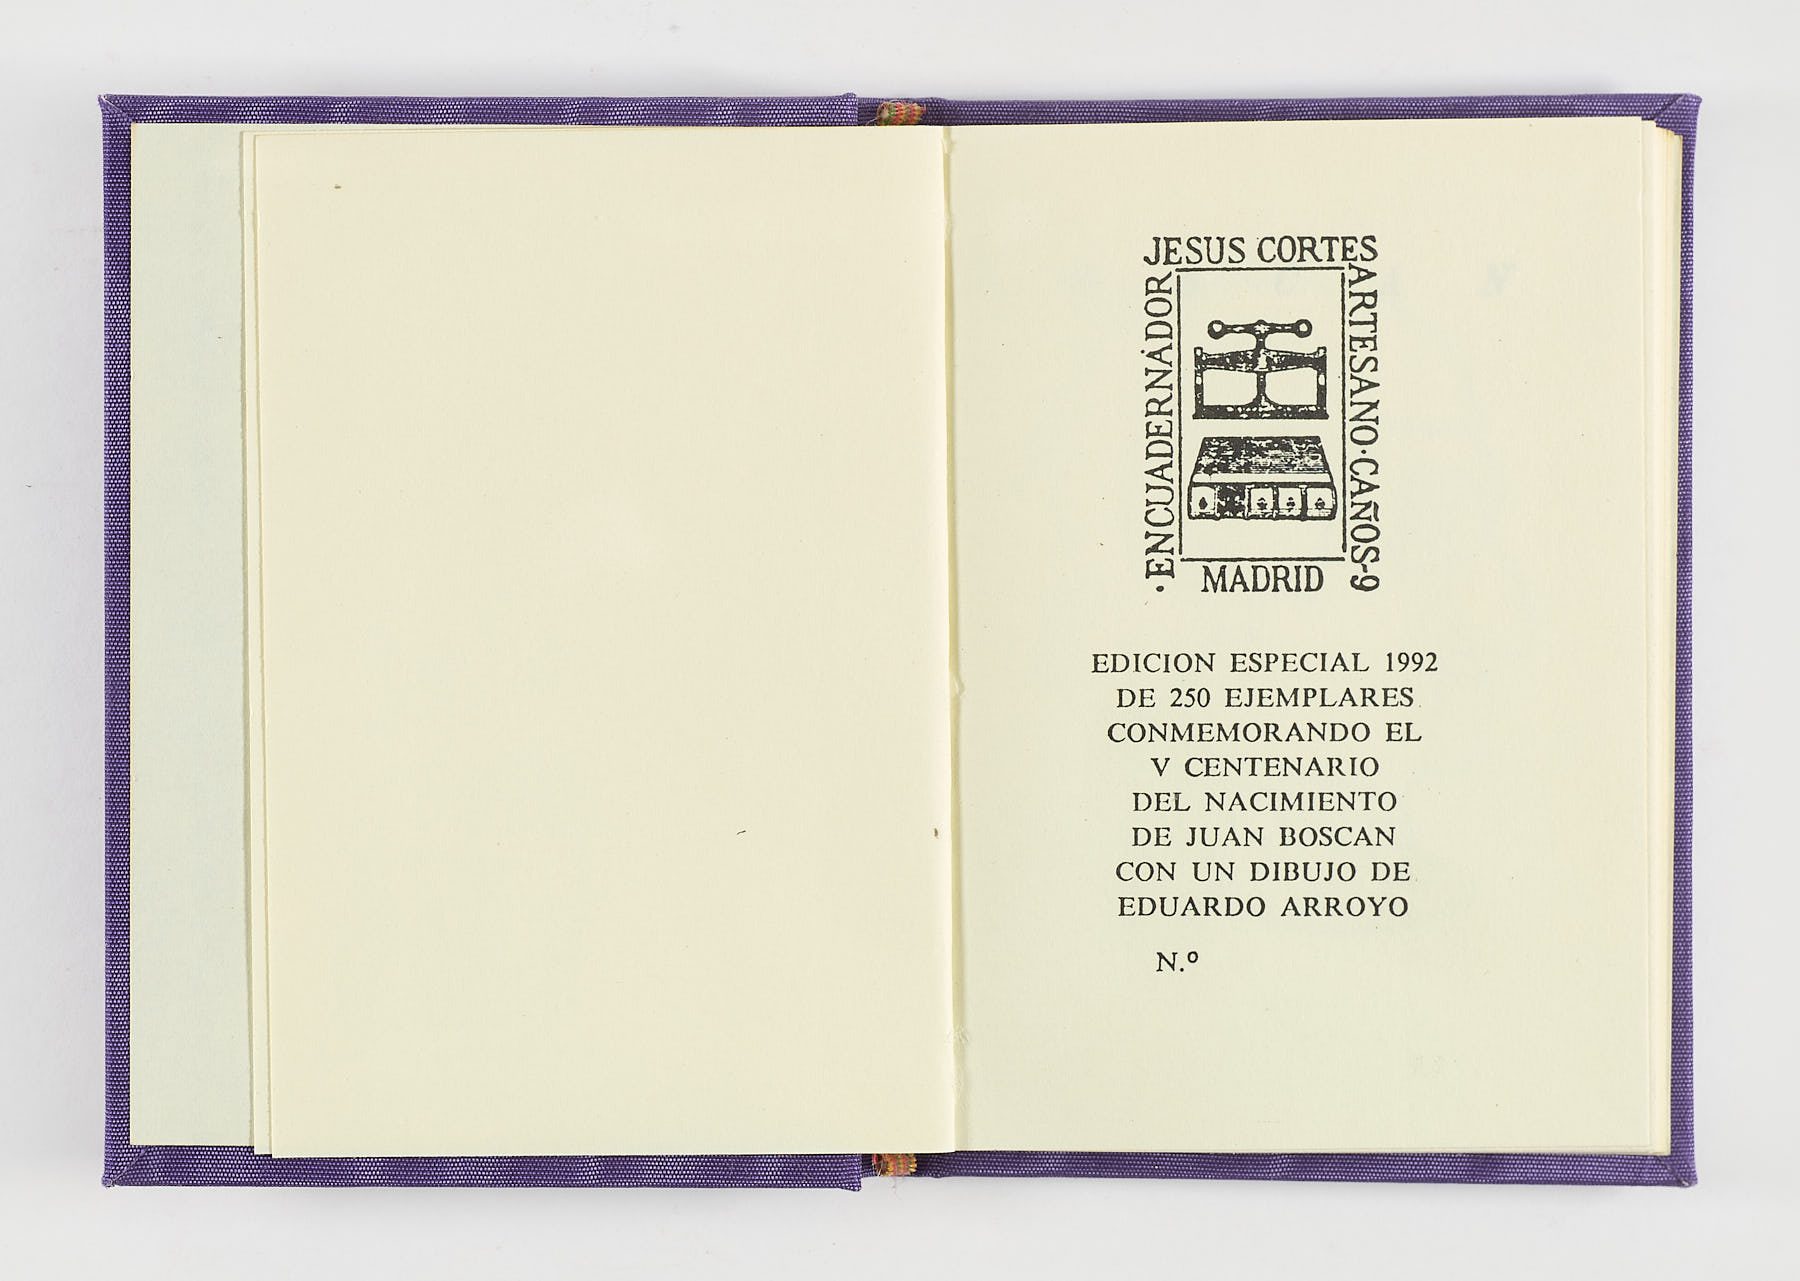 JESUS CORTES
ARTESANO·CAÑOS-9
MADRID
·ENCUADERNADOR
EDICION ESPECIAL 1992
DE 250 EJEMPLARES
CONMEMORANDO EL
V CENTENARIO
DEL NACIMIENTO
DE JUAN BOSCAN
CON UN DIBUJO DE
EDUARDO ARROYO
N.º